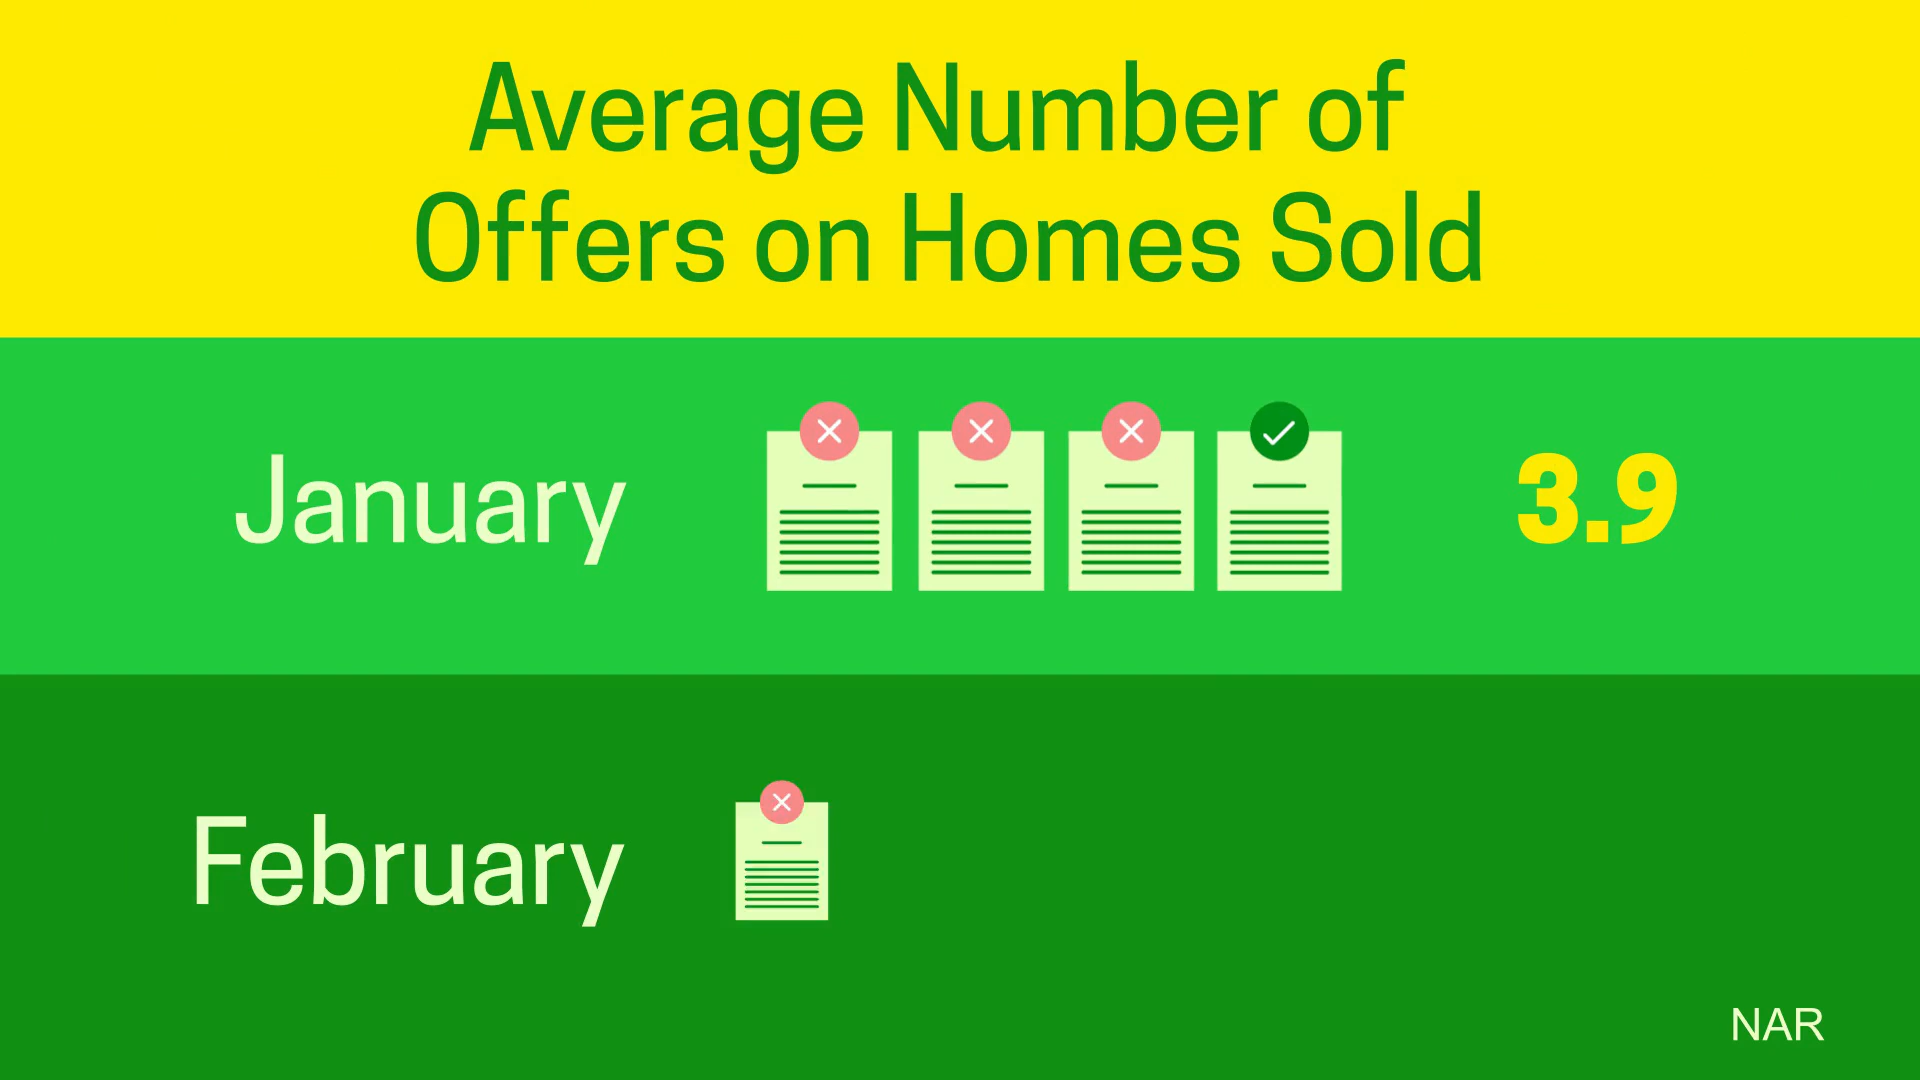 Average Number of
Offers on Homes Sold
January
3.9
February
NAR